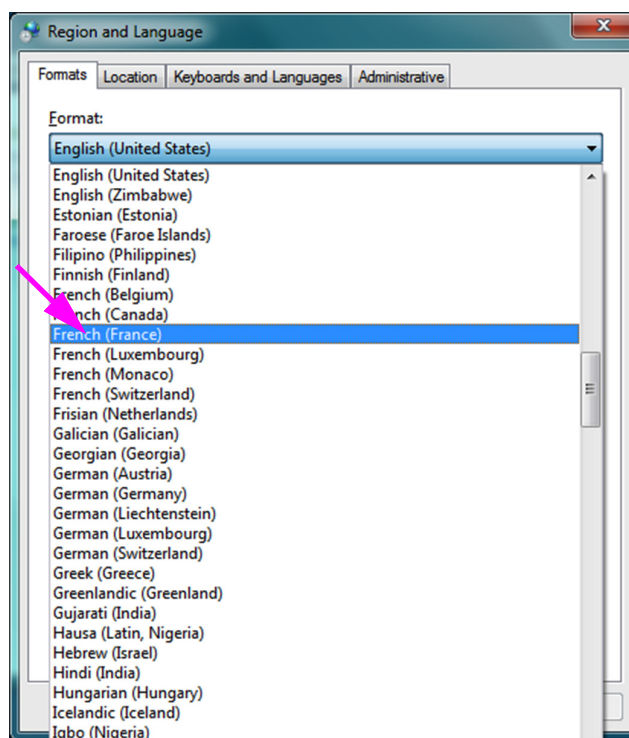 Region and Language
Formats Location Keyboards and Languages Administrative
Format:
English (United States)
English (United States)
English (Zimbabwe)
Estonian (Estonia)
Faroese (Faroe Islands)
Filipino (Philippines)
Finnish (Finland)
French (Belgium)
French (Canada)
French (France)
French (Luxembourg)
French (Monaco)
French (Switzerland)
Frisian (Netherlands)
Galician (Galician)
Georgian (Georgia)
German (Austria)
German (Germany)
German (Liechtenstein)
German (Luxembourg)
German (Switzerland)
Greek (Greece)
Greenlandic (Greenland)
Gujarati (India)
Hausa (Latin, Nigeria)
Hebrew (Israel)
Hindi (India)
Hungarian (Hungary)
Icelandic (Iceland)
Igbo (Nigeria)